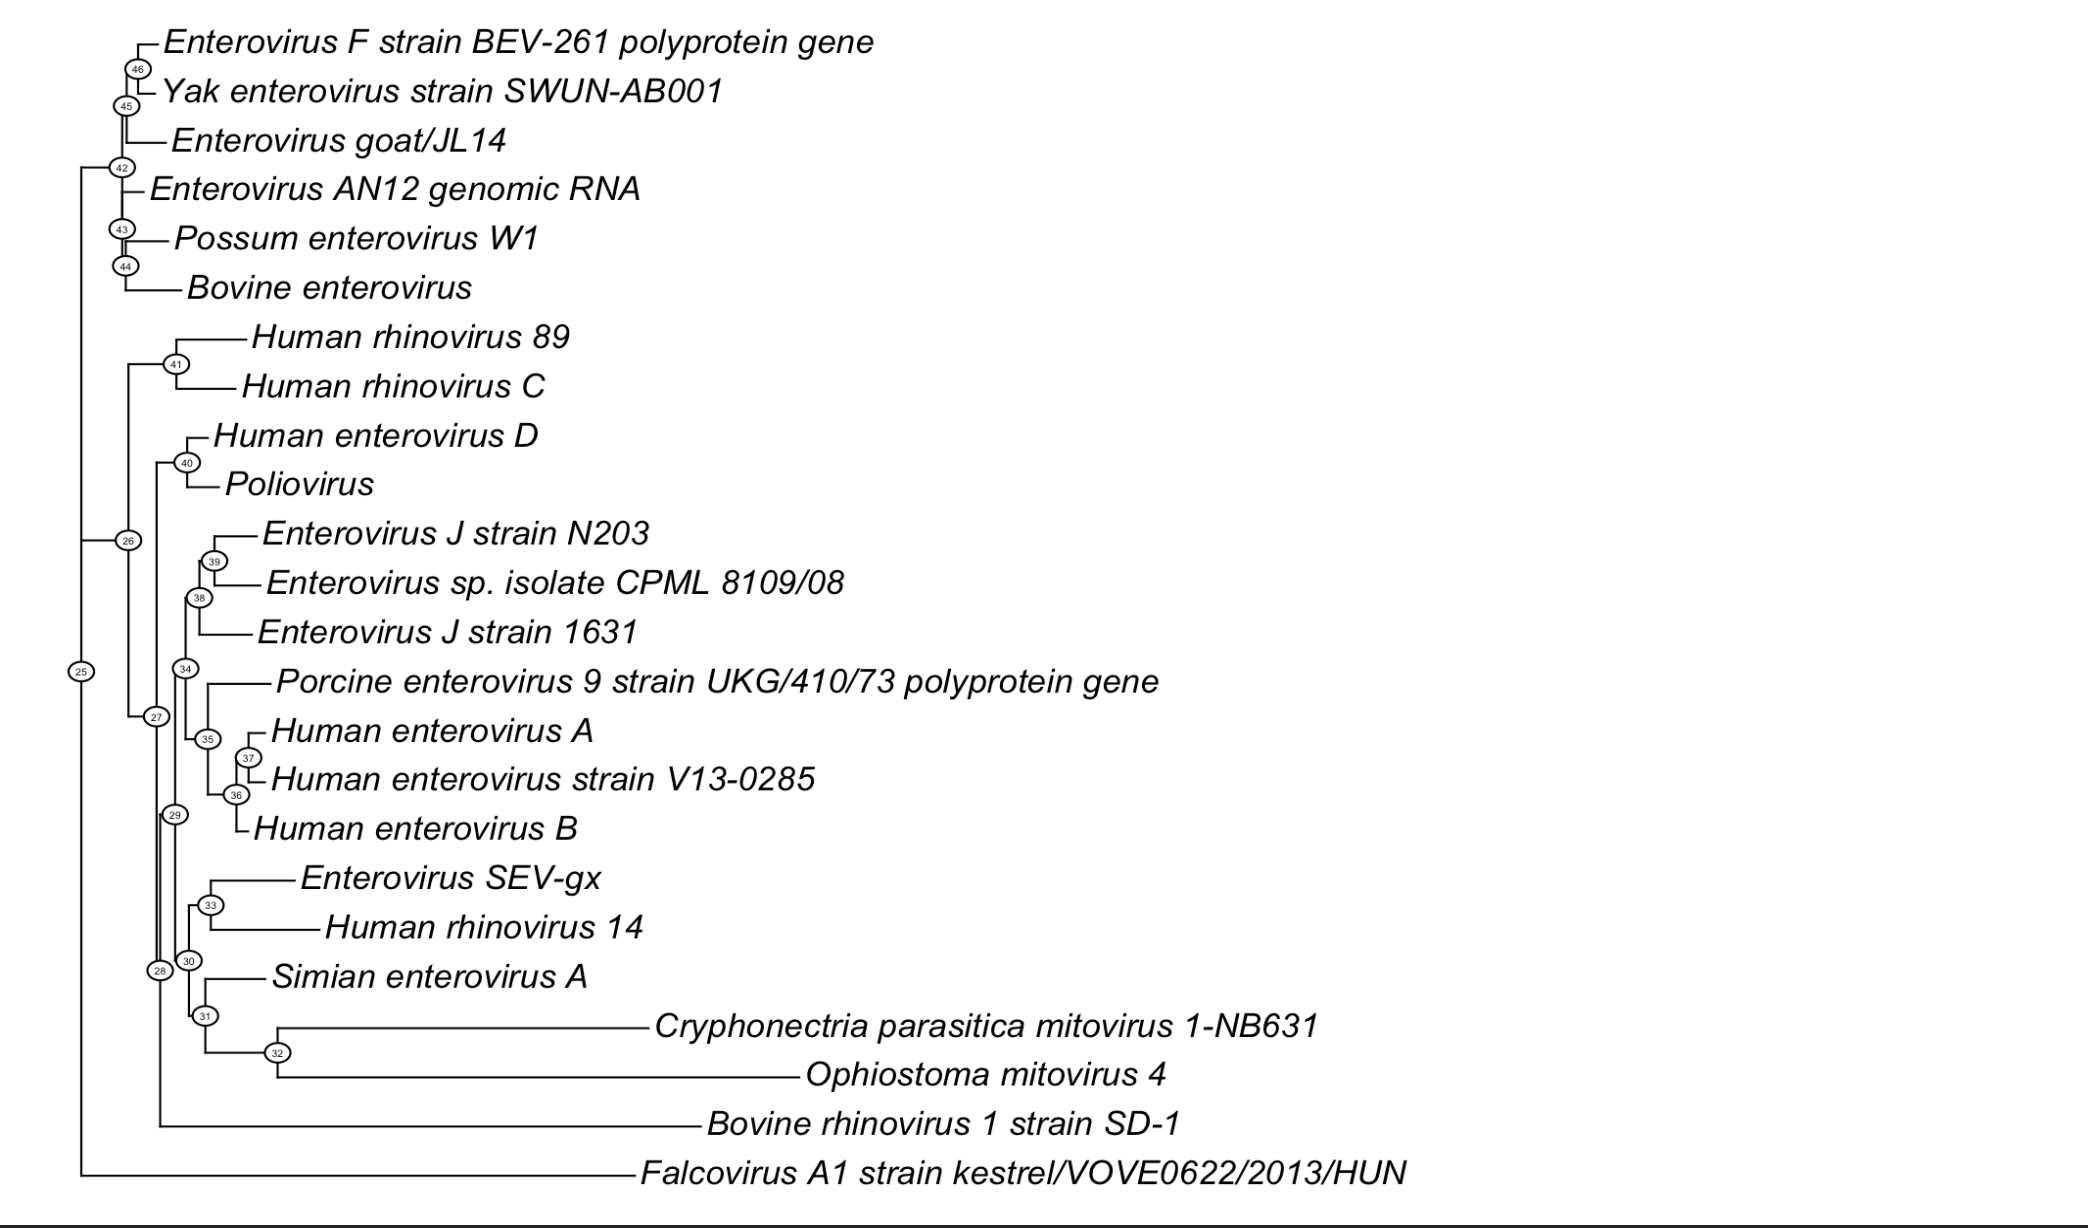 Enterovirus F strain BEV-261 polyprotein gene
46
Yak enterovirus strain SWUN-AB001
45
Enterovirus goat/JL14
42
Enterovirus AN12 genomic RNA
43
Possum enterovirus W1
44
Bovine enterovirus
Human rhinovirus 89
41
Human rhinovirus C
Human enterovirus D
40
Poliovirus
Enterovirus J strain N203
26
39
Enterovirus sp. isolate CPML 8109/08
38
Enterovirus J strain 1631
34
25
Porcine enterovirus 9 strain UKG/410/73 polyprotein gene
27
Human enterovirus A
35
37
Human enterovirus strain V13-0285
36
29
Human enterovirus B
Enterovirus SEV-gx
33
Human rhinovirus 14
30
28
Simian enterovirus A
31
Cryphonectria parasitica mitovirus 1-NB631
32
Ophiostoma mitovirus 4
Bovine rhinovirus 1 strain SD-1
Falcovirus A1 strain kestrel/VOVE0622/2013/HUN